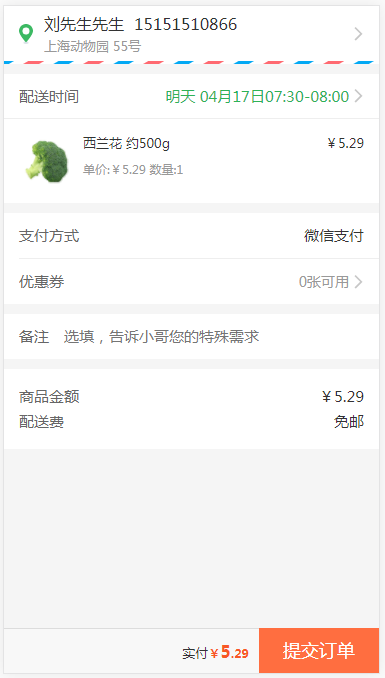 刘先生先生 15151510866
上海动物园 55号
配送时间 明天 04月17日07:30-08:00
西兰花 约500g ￥5.29
单价:￥5.29 数量:1
支付方式 微信支付
优惠券 0张可用
备注 选填，告诉小哥您的特殊需求
商品金额 ￥5.29
配送费 免邮
实付￥5.29 提交订单